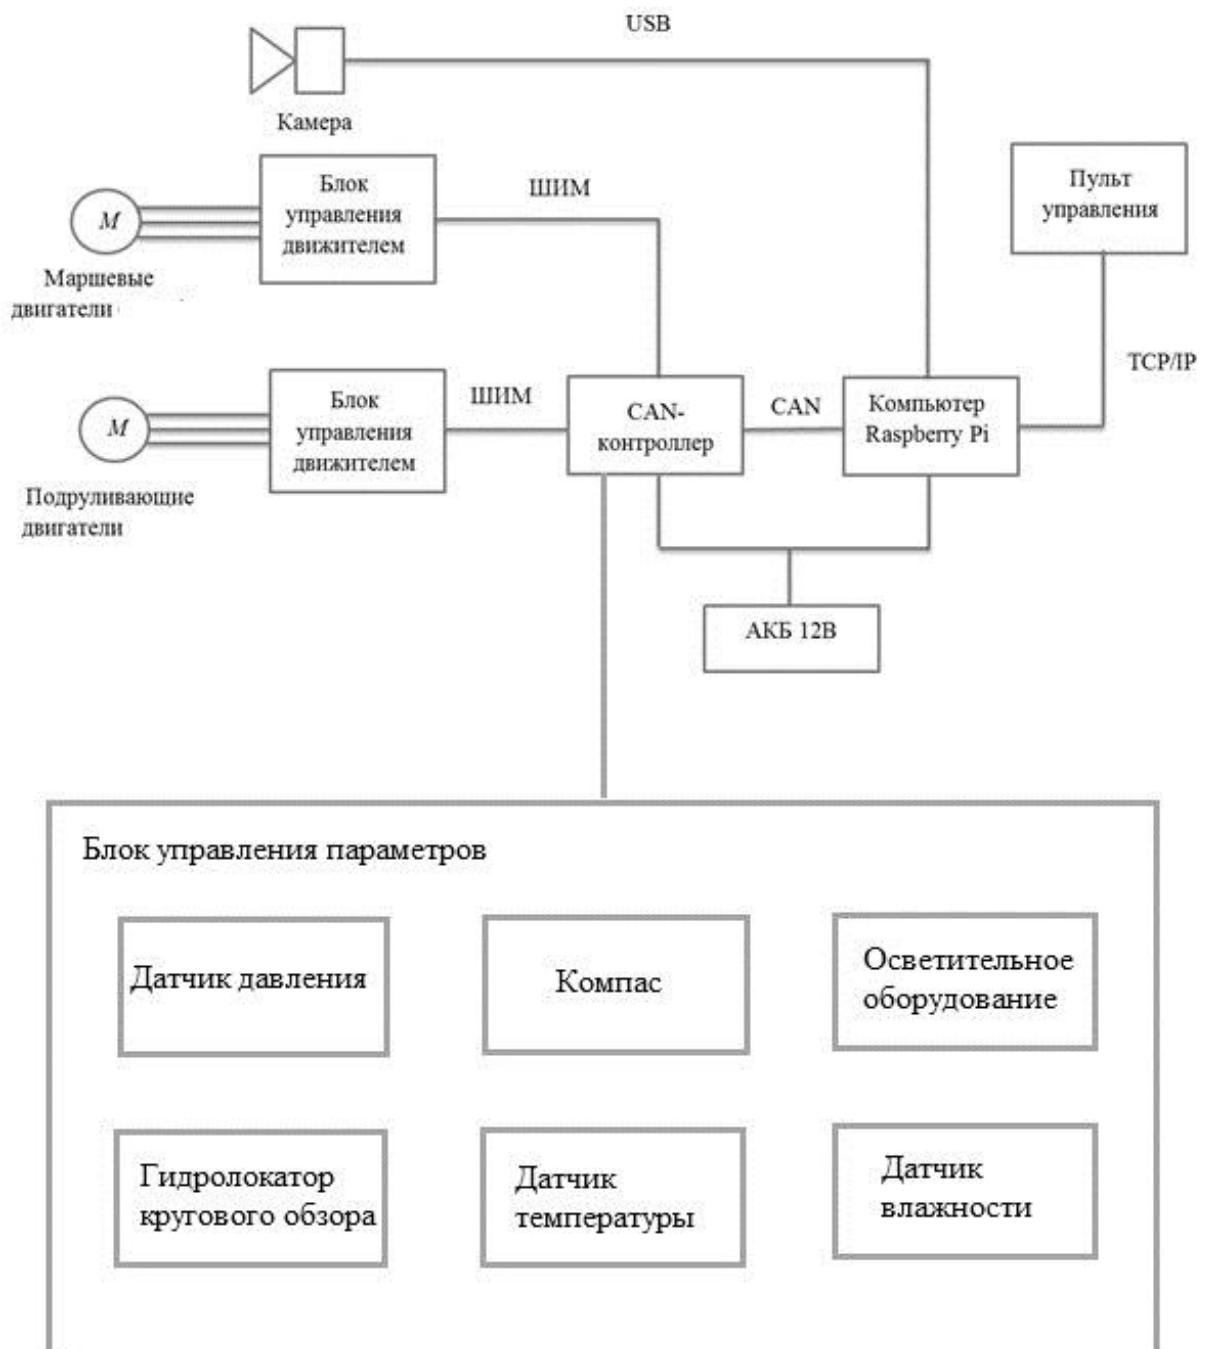 USB
Камера
Блок
управления
движителем
ШИМ
Пульт
управления
M
Маршевые
двигатели
TCP/IP
Блок
управления
движителем
ШИМ
CAN-
контроллер
CAN
Компьютер
Raspberry Pi
M
Подруливающие
двигатели
АКБ 12В
Блок управления параметров
Датчик давления
Компас
Осветительное
оборудование
Гидролокатор
кругового обзора
Датчик
температуры
Датчик
влажности